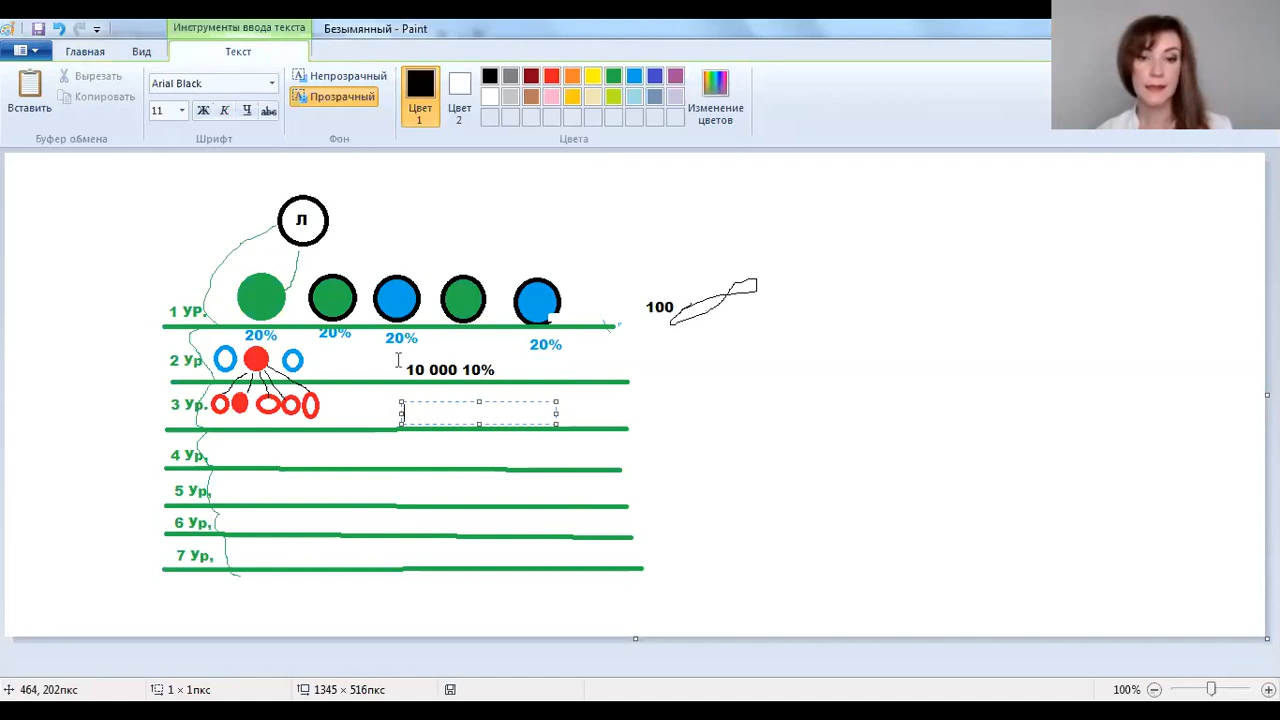 Инструменты ввода текста
Безымянный - Paint
Главная
Вид
Текст
Вставить
Вырезать
Копировать
Буфер обмена
Arial Black
11
Ж К Ч abc
Шрифт
Непрозрачный
Прозрачный
Фон
Цвет 1
Цвет 2
Изменение цветов
Цвета
Л
1 УР.
100
20%
20%
20%
20%
2 Ур
10 000 10%
3 Ур.
4 Ур,
5 Ур,
6 Ур,
7 Ур,
464, 202пкс
1 × 1пкс
1345 × 516пкс
100%